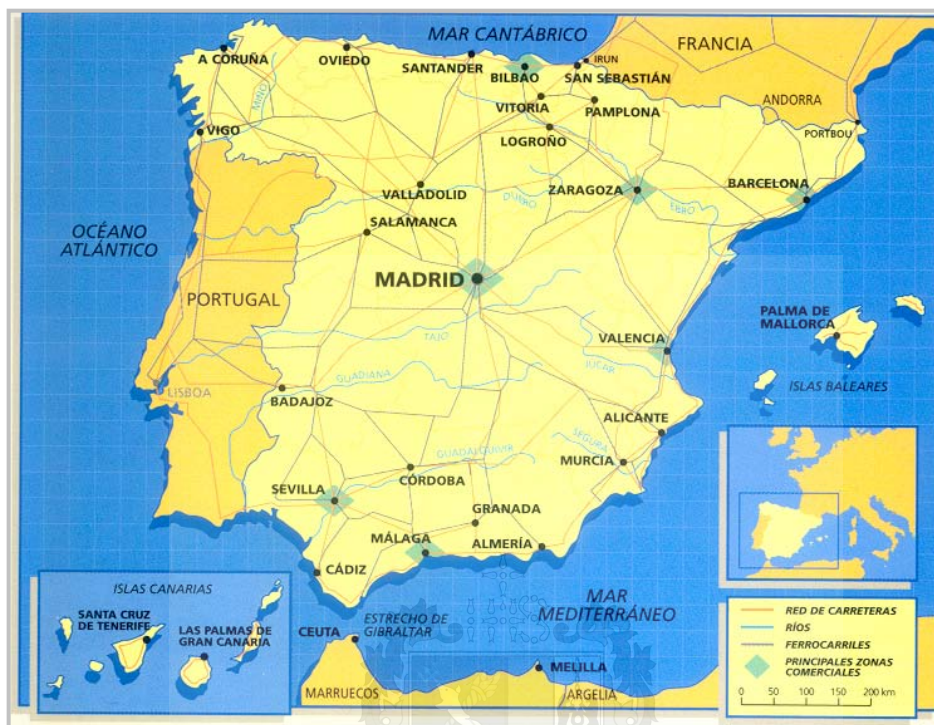 MAR CANTÁBRICO
FRANCIA
A CORUÑA
OVIEDO
SANTANDER
BILBAO
IRUN
SAN SEBASTIÁN
MIÑO
VITORIA
PAMPLONA
ANDORRA
PORTBOU
VIGO
LOGROÑO
VALLADOLID
DUERO
ZARAGOZA
EBRO
BARCELONA
SALAMANCA
OCÉANO
ATLÁNTICO
MADRID
PORTUGAL
PALMA DE
MALLORCA
TAJO
VALENCIA
JUCAR
ISLAS BALEARES
LISBOA
GUADIANA
BADAJOZ
ALICANTE
SEGURA
MURCIA
GUADALQUIVIR
CÓRDOBA
SEVILLA
GRANADA
MÁLAGA
ALMERÍA
CÁDIZ
MAR
MEDITERRÁNEO
ESTRECHO DE
GIBRALTAR
CEUTA
MELILLA
MARRUECOS
ARGELIA
ISLAS CANARIAS
SANTA CRUZ
DE TENERIFE
LAS PALMAS DE
GRAN CANARIA
RED DE CARRETERAS
RÍOS
FERROCARRILES
PRINCIPALES ZONAS
COMERCIALES
0 50 100 150 200 km